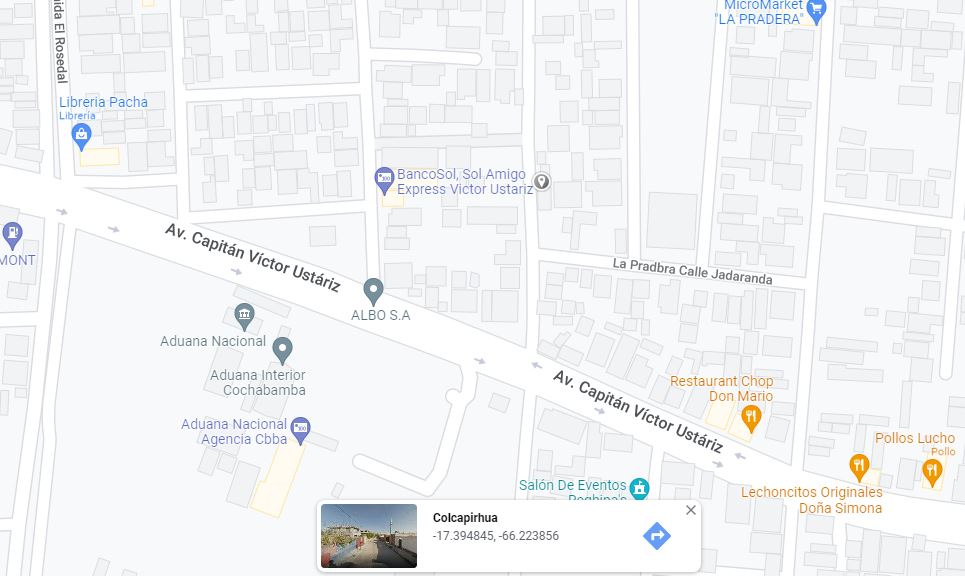 MicroMarket
"LA PRADERA"
ida El Rosedal
Libreria Pacha
Librería
BancoSol, Sol Amigo
Express Victor Ustariz
MONT
Av. Capitán Víctor Ustáriz
La Pradbra Calle Jadaranda
ALBO S.A
Aduana Nacional
Aduana Interior
Cochabamba
Av. Capitán Víctor Ustáriz
Restaurant Chop
Don Mario
Aduana Nacional
Agencia Cbba
Pollos Lucho
Pollo
Salón De Eventos
Reghina's
Lechoncitos Originales
Doña Simona
Colcapirhua
-17.394845, -66.223856